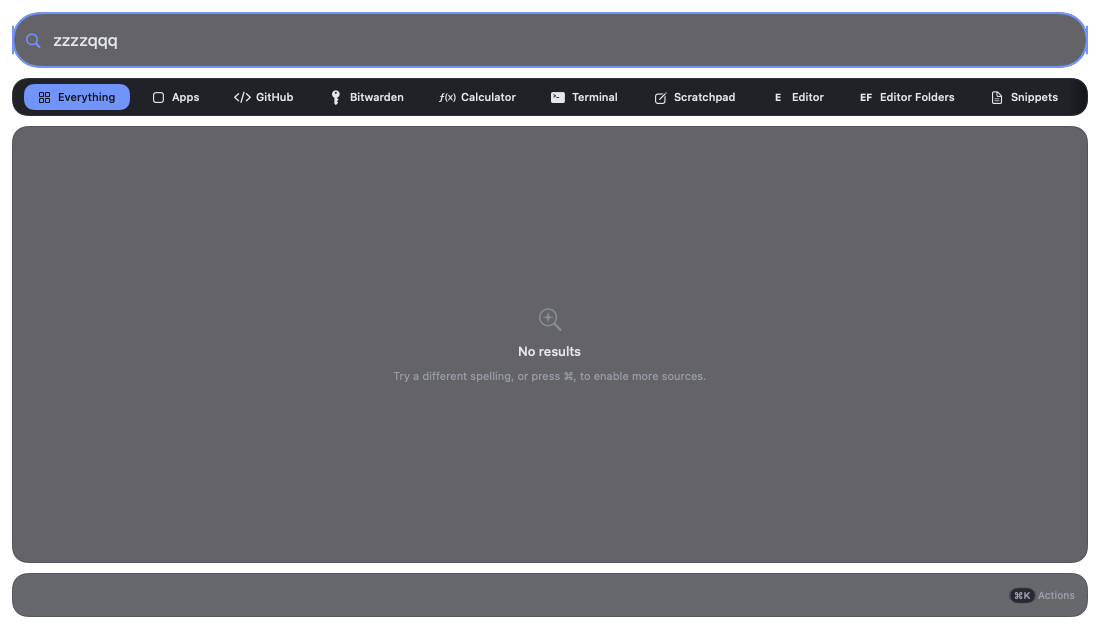 zzzzqqq
Everything Apps </> GitHub Bitwarden f(x) Calculator Terminal Scratchpad E Editor EF Editor Folders Snippets
No results
Try a different spelling, or press ⌘, to enable more sources.
⌘K Actions